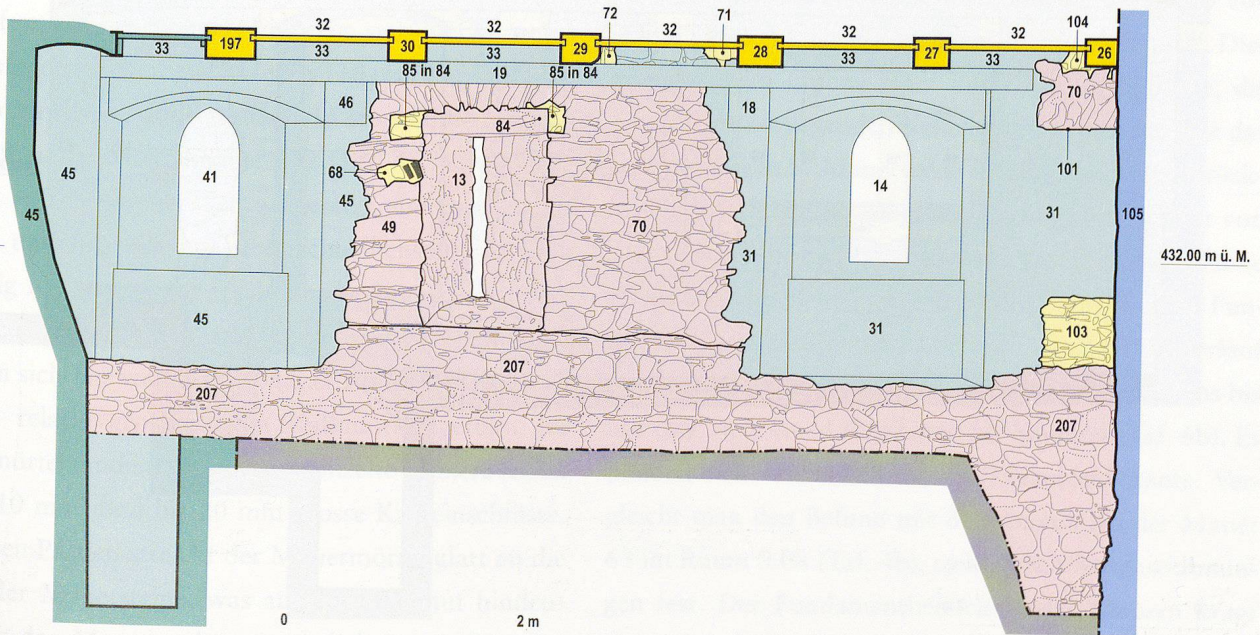 32 32 72 71 32 32 104
33 197 33 30 33 29 32 28 33 27 33 26
85 in 84 19 85 in 84
46 84 18 70
45 41 68 13 14 101
45 45 49 70 31 31 105
432.00 m ü. M.
45 31 103
207
207 207
0 2 m